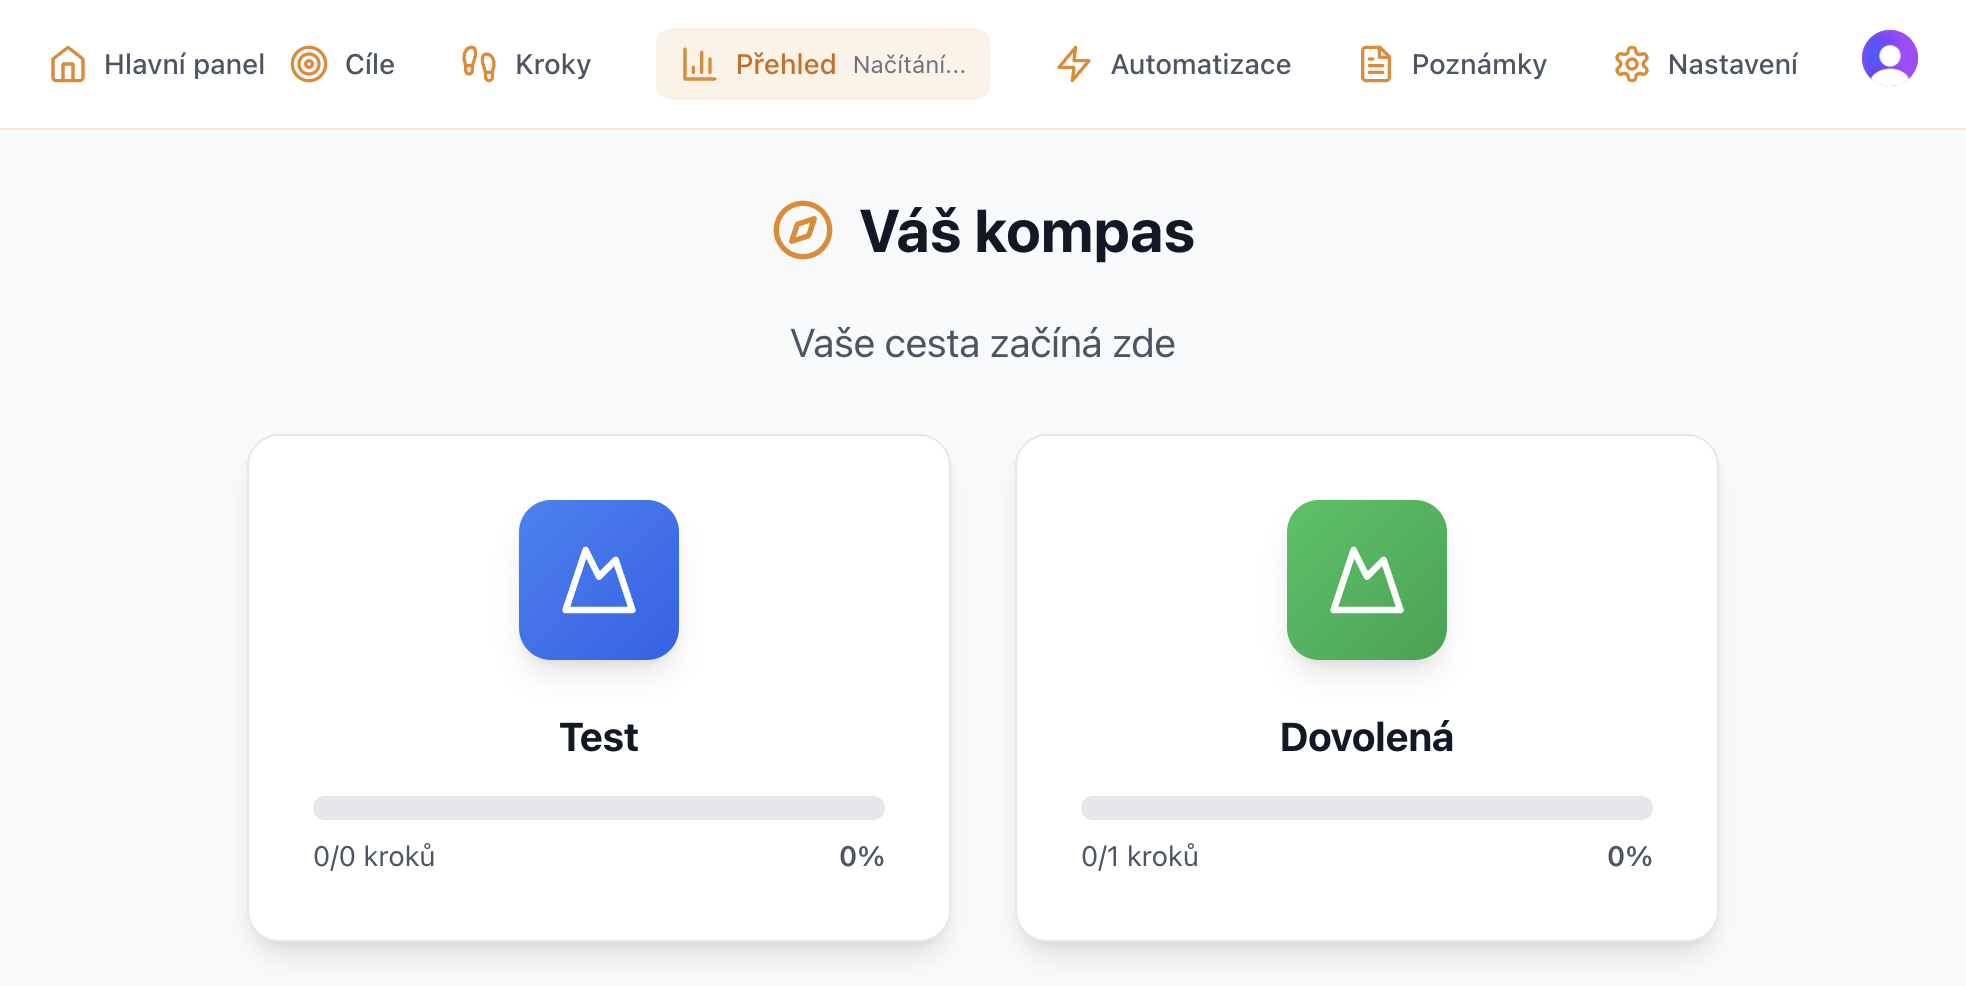 Hlavní panel Cíle Kroky Přehled Načítání... Automatizace Poznámky Nastavení
Váš kompas
Vaše cesta začíná zde
Test
0/0 kroků 0%
Dovolená
0/1 kroků 0%